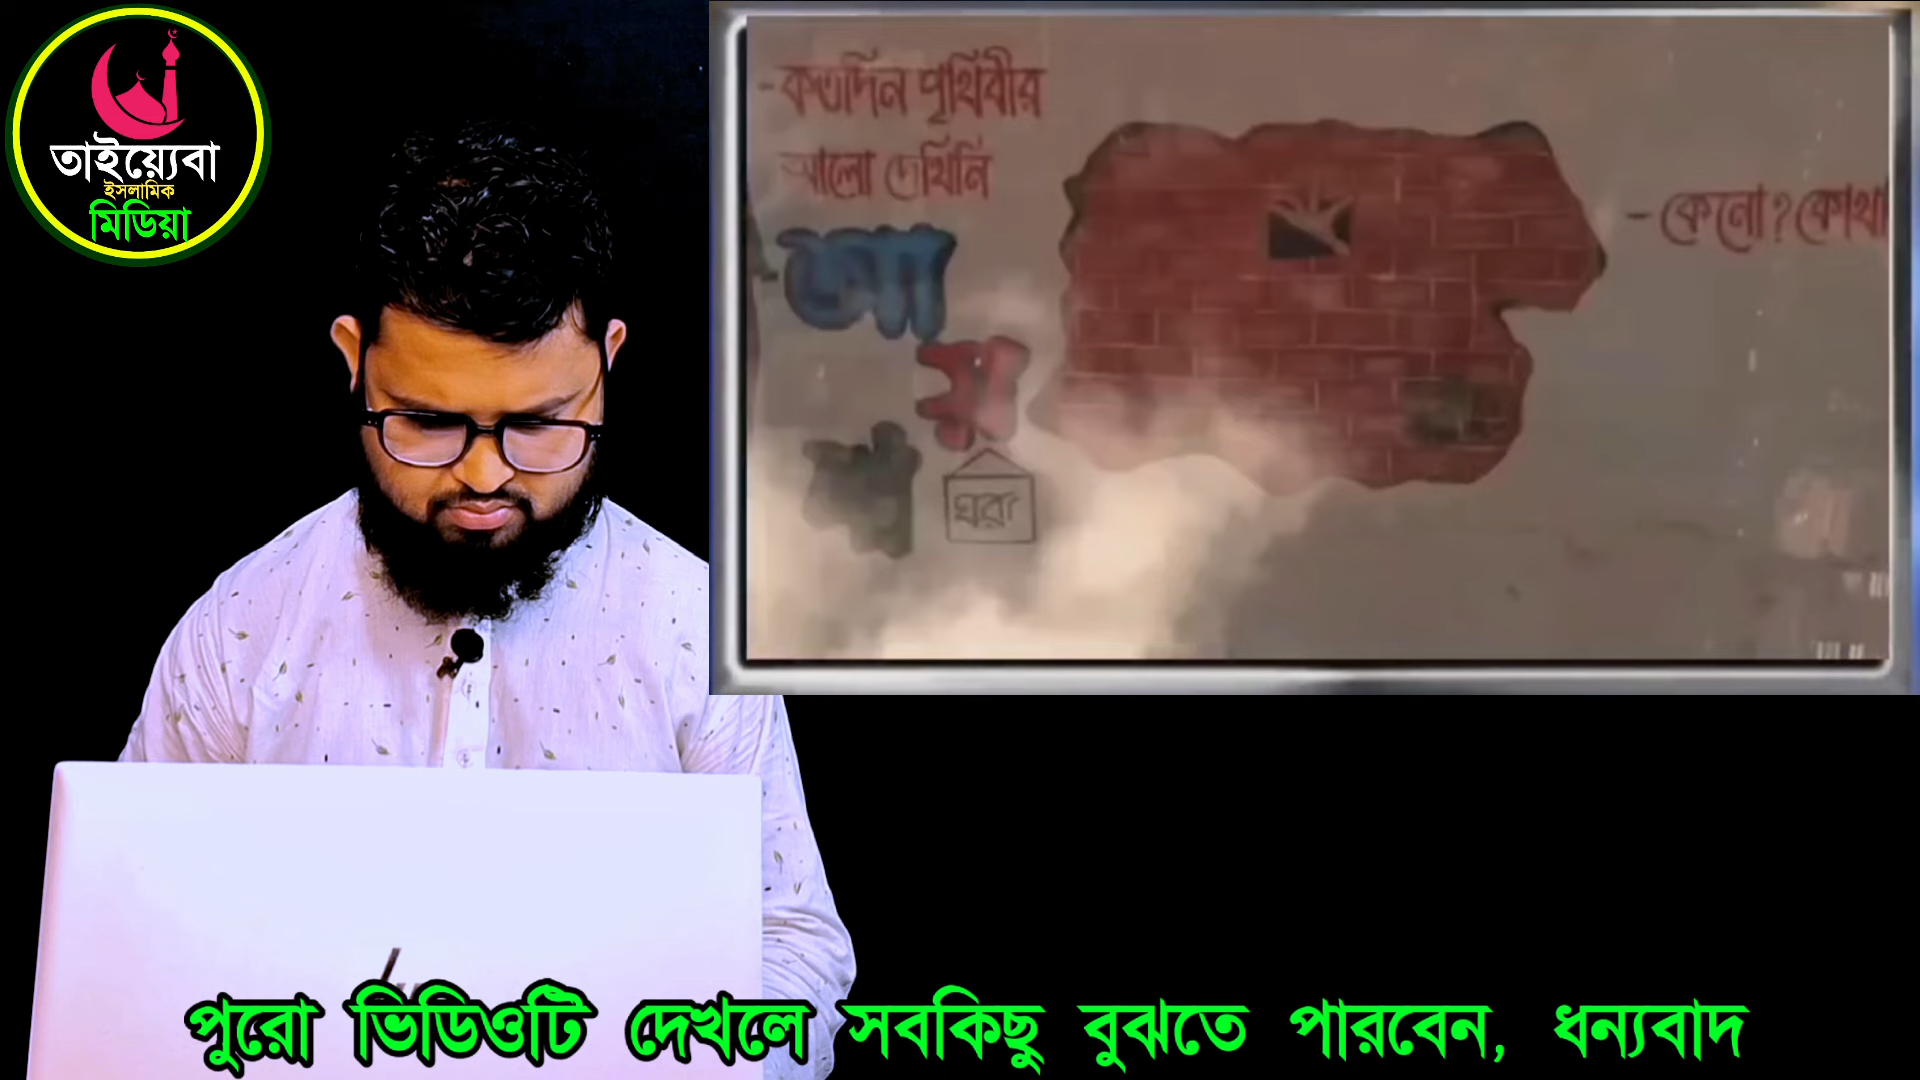 তাইয়্যেবা
ইসলামিক
মিডিয়া
- কতদিন পৃথিবীর
আলো দেখিনি
- কেনো? কোথা
আ
য়
না
ঘর
পুরো ভিডিওটি দেখলে সবকিছু বুঝতে পারবেন, ধন্যবাদ